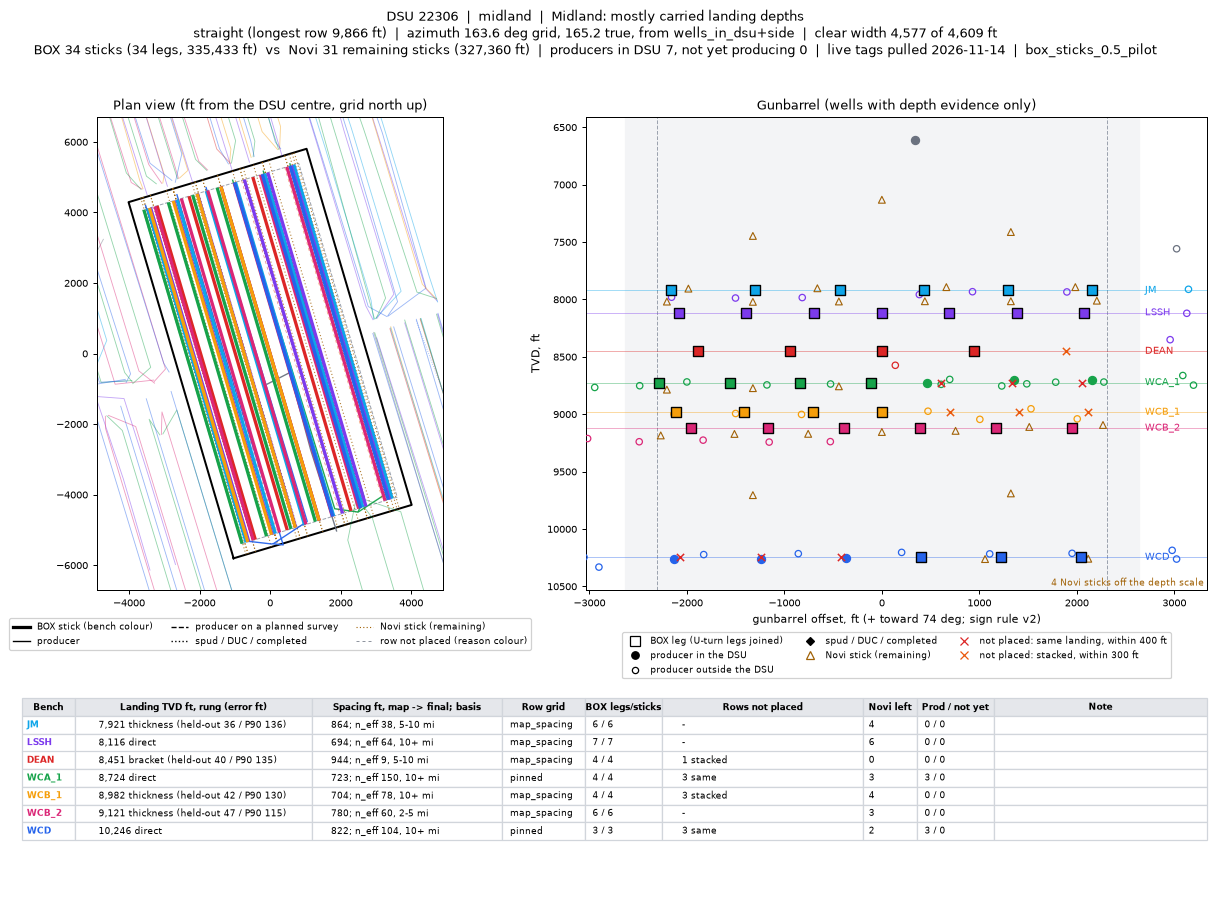 DSU 22306 | midland | Midland: mostly carried landing depths
straight (longest row 9,866 ft) | azimuth 163.6 deg grid, 165.2 true, from wells_in_dsu+side | clear width 4,577 of 4,609 ft
BOX 34 sticks (34 legs, 335,433 ft) vs Novi 31 remaining sticks (327,360 ft) | producers in DSU 7, not yet producing 0 | live tags pulled 2026-11-14 | box_sticks_0.5_pilot
Plan view (ft from the DSU centre, grid north up)
6000
4000
2000
0
−2000
−4000
−6000
−4000 −2000 0 2000 4000
BOX stick (bench colour)
producer
producer on a planned survey
spud / DUC / completed
Novi stick (remaining)
row not placed (reason colour)
Gunbarrel (wells with depth evidence only)
TVD, ft
6500
7000
7500
8000
8500
9000
9500
10000
10500
JM
LSSH
DEAN
WCA_1
WCB_1
WCB_2
WCD
4 Novi sticks off the depth scale
−3000 −2000 −1000 0 1000 2000 3000
gunbarrel offset, ft (+ toward 74 deg; sign rule v2)
BOX leg (U-turn legs joined)
producer in the DSU
producer outside the DSU
spud / DUC / completed
Novi stick (remaining)
not placed: same landing, within 400 ft
not placed: stacked, within 300 ft
Bench Landing TVD ft, rung (error ft) Spacing ft, map -> final; basis Row grid BOX legs/sticks Rows not placed Novi left Prod / not yet Note
JM 7,921 thickness (held-out 36 / P90 136) 864; n_eff 38, 5-10 mi map_spacing 6 / 6 - 4 0 / 0
LSSH 8,116 direct 694; n_eff 64, 10+ mi map_spacing 7 / 7 - 6 0 / 0
DEAN 8,451 bracket (held-out 40 / P90 135) 944; n_eff 9, 5-10 mi map_spacing 4 / 4 1 stacked 0 0 / 0
WCA_1 8,724 direct 723; n_eff 150, 10+ mi pinned 4 / 4 3 same 3 3 / 0
WCB_1 8,982 thickness (held-out 42 / P90 130) 704; n_eff 78, 10+ mi map_spacing 4 / 4 3 stacked 4 0 / 0
WCB_2 9,121 thickness (held-out 47 / P90 115) 780; n_eff 60, 2-5 mi map_spacing 6 / 6 - 3 0 / 0
WCD 10,246 direct 822; n_eff 104, 10+ mi pinned 3 / 3 3 same 2 3 / 0